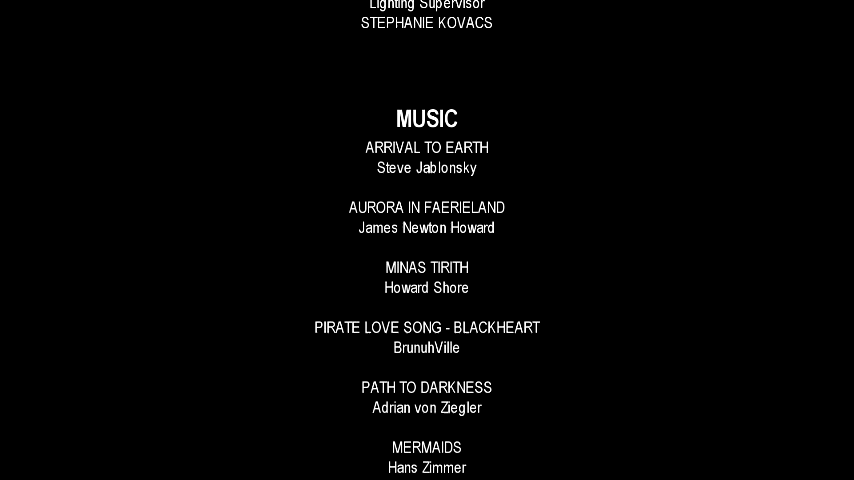 Lighting Supervisor
STEPHANIE KOVACS
MUSIC
ARRIVAL TO EARTH
Steve Jablonsky
AURORA IN FAERIELAND
James Newton Howard
MINAS TIRITH
Howard Shore
PIRATE LOVE SONG - BLACKHEART
BrunuhVille
PATH TO DARKNESS
Adrian von Ziegler
MERMAIDS
Hans Zimmer